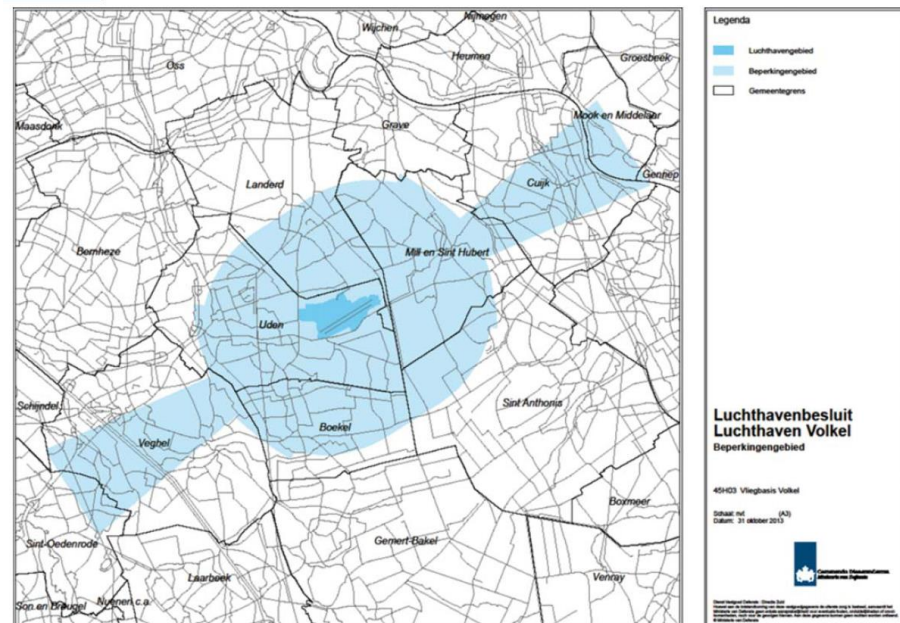 Nijmegen
Wijchen
Heumen
Groesbeek
Oss
Mook en Middelaar
Maasdonk
Grave
Gennep
Landerd
Cuijk
Bernheze
Mill en Sint Hubert
Uden
Schijndel
Sint Anthonis
Veghel
Boekel
Boxmeer
Sint-Oedenrode
Gemert-Bakel
Laarbeek
Venray
Son en Breugel
Nuenen c.a.
Legenda
Luchthavengebied
Beperkingengebied
Gemeentegrens
Luchthavenbesluit
Luchthaven Volkel
Beperkingengebied
45H03 Vliegbasis Volkel
Schaal: nvt (A3)
Datum: 31 oktober 2013